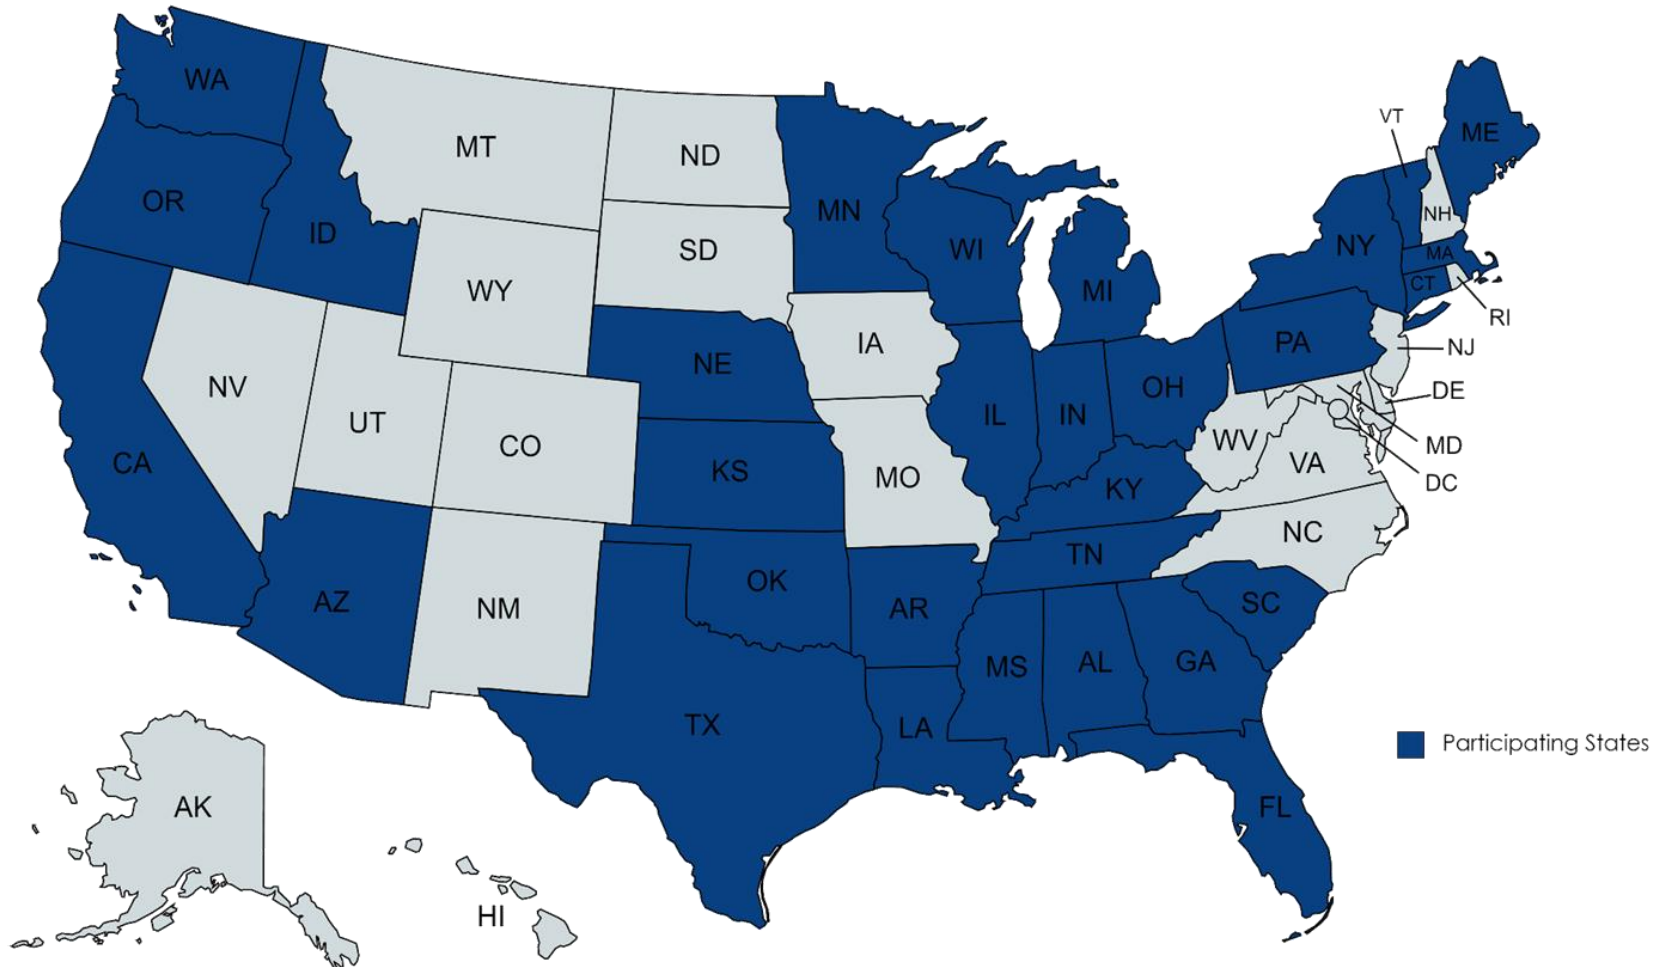 WA
MT
ND
VT
ME
OR
ID
MN
SD
WI
NH
NY
MA
WY
MI
CT
RI
IA
PA
NJ
NE
NV
UT
CO
IL
IN
OH
DE
CA
KS
MO
WV
VA
MD
KY
DC
NC
TN
OK
AZ
NM
AR
SC
MS
AL
GA
TX
LA
Participating States
AK
FL
HI